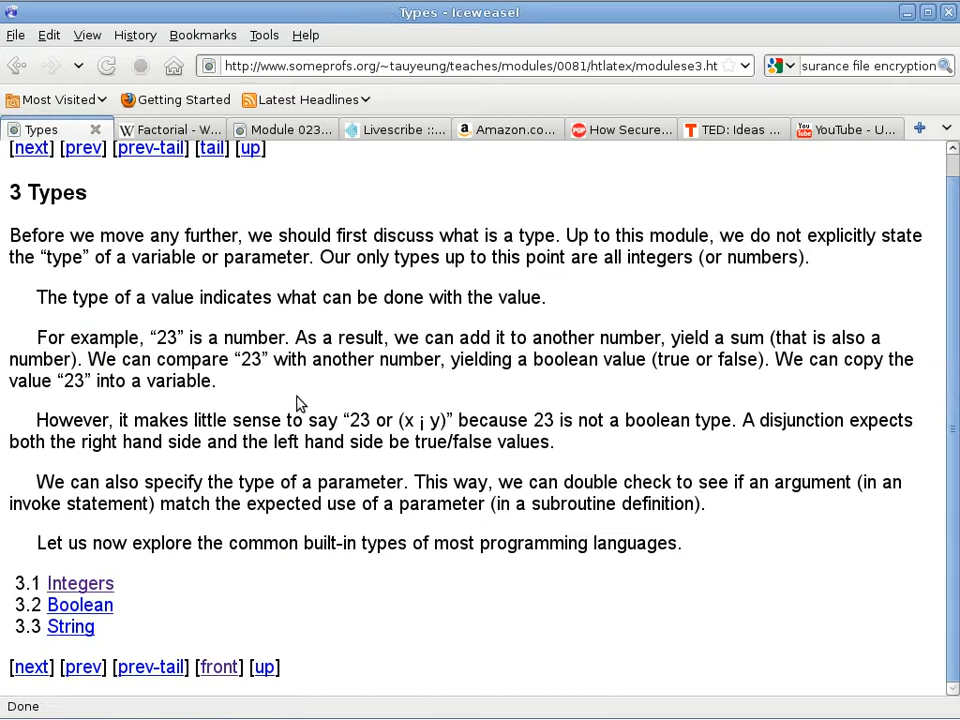 Types - Iceweasel
File Edit View History Bookmarks Tools Help
http://www.someprofs.org/~tauyeung/teaches/modules/0081/htlatex/modulese3.ht surance file encryption
Most Visited Getting Started Latest Headlines
Types W Factorial - W... Module 023... Livescribe ::... a Amazon.co... How Secure... T TED: Ideas ... YouTube - U...
[next] [prev] [prev-tail] [tail] [up]
3 Types
Before we move any further, we should first discuss what is a type. Up to this module, we do not explicitly state
the “type” of a variable or parameter. Our only types up to this point are all integers (or numbers).
The type of a value indicates what can be done with the value.
For example, “23” is a number. As a result, we can add it to another number, yield a sum (that is also a
number). We can compare “23” with another number, yielding a boolean value (true or false). We can copy the
value “23” into a variable.
However, it makes little sense to say “23 or (x ¡ y)” because 23 is not a boolean type. A disjunction expects
both the right hand side and the left hand side be true/false values.
We can also specify the type of a parameter. This way, we can double check to see if an argument (in an
invoke statement) match the expected use of a parameter (in a subroutine definition).
Let us now explore the common built-in types of most programming languages.
3.1 Integers
3.2 Boolean
3.3 String
[next] [prev] [prev-tail] [front] [up]
Done